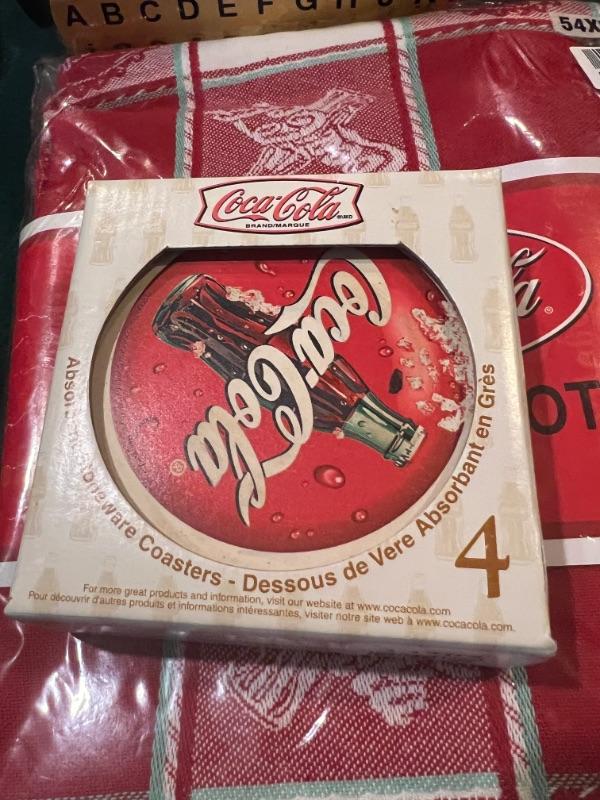 A B C D E F G H
54X
Coca-Cola
BRAND/MARQUE
Coca-Cola®
Stoneware Coasters - Dessous de Vere Absorbant en Grès
4
For more great products and information, visit our website at www.cocacola.com
Pour découvrir d'autres produits et informations intéressantes, visiter notre site web à www.cocacola.com.
®
OT